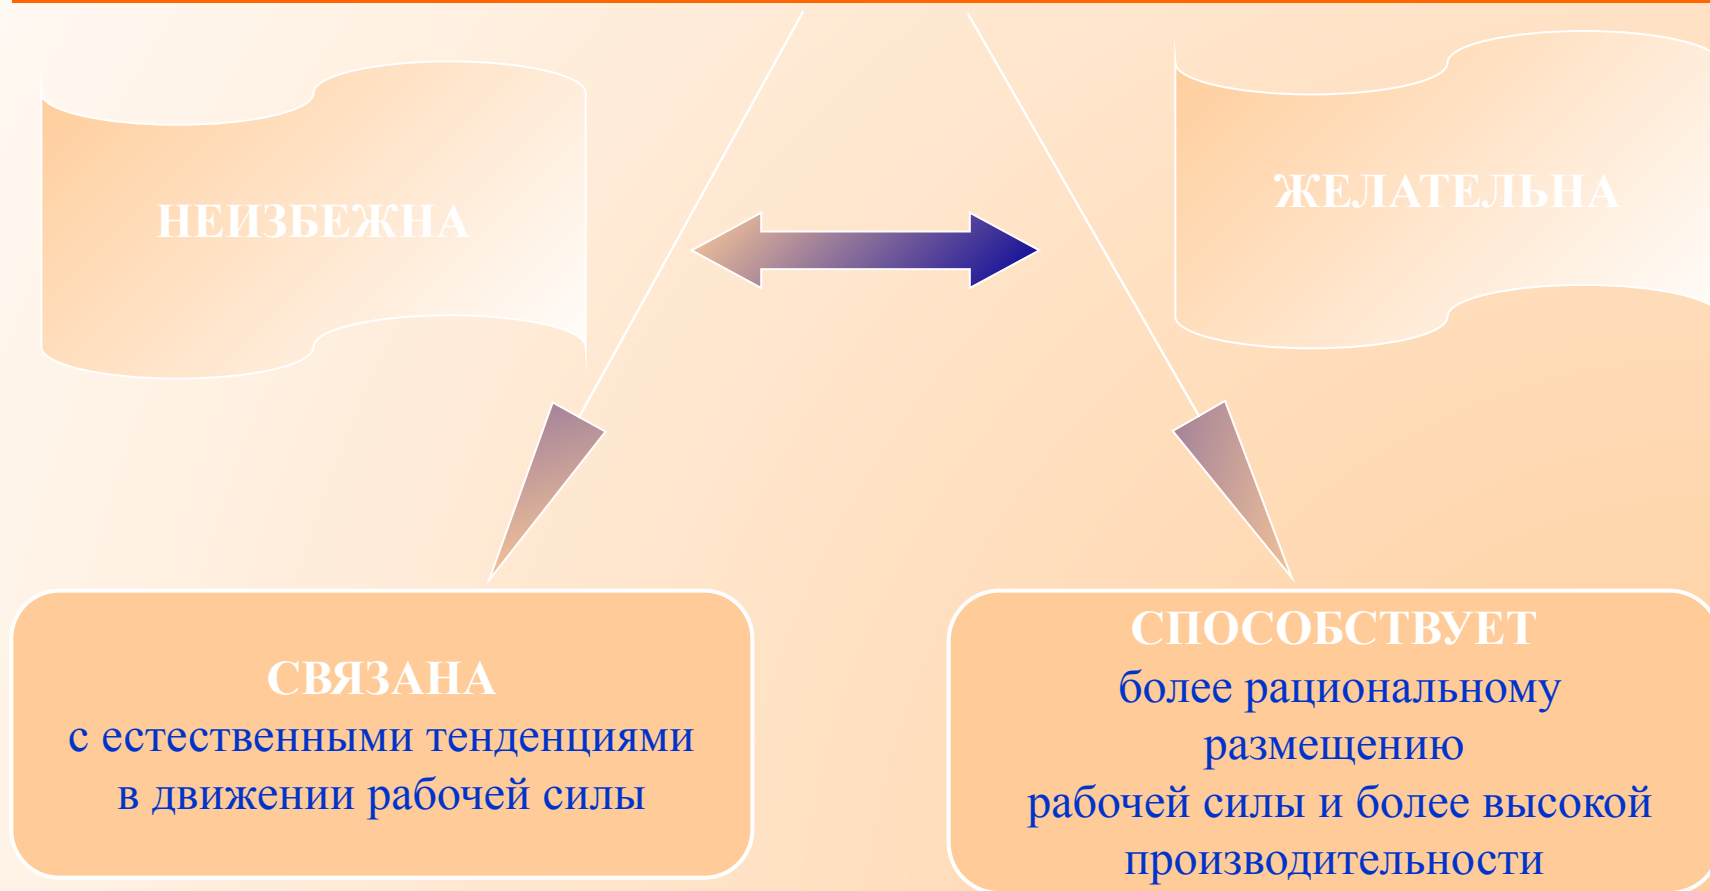 НЕИЗБЕЖНА
ЖЕЛАТЕЛЬНА
СВЯЗАНА
с естественными тенденциями
в движении рабочей силы
СПОСОБСТВУЕТ
более рациональному
размещению
рабочей силы и более высокой
производительности